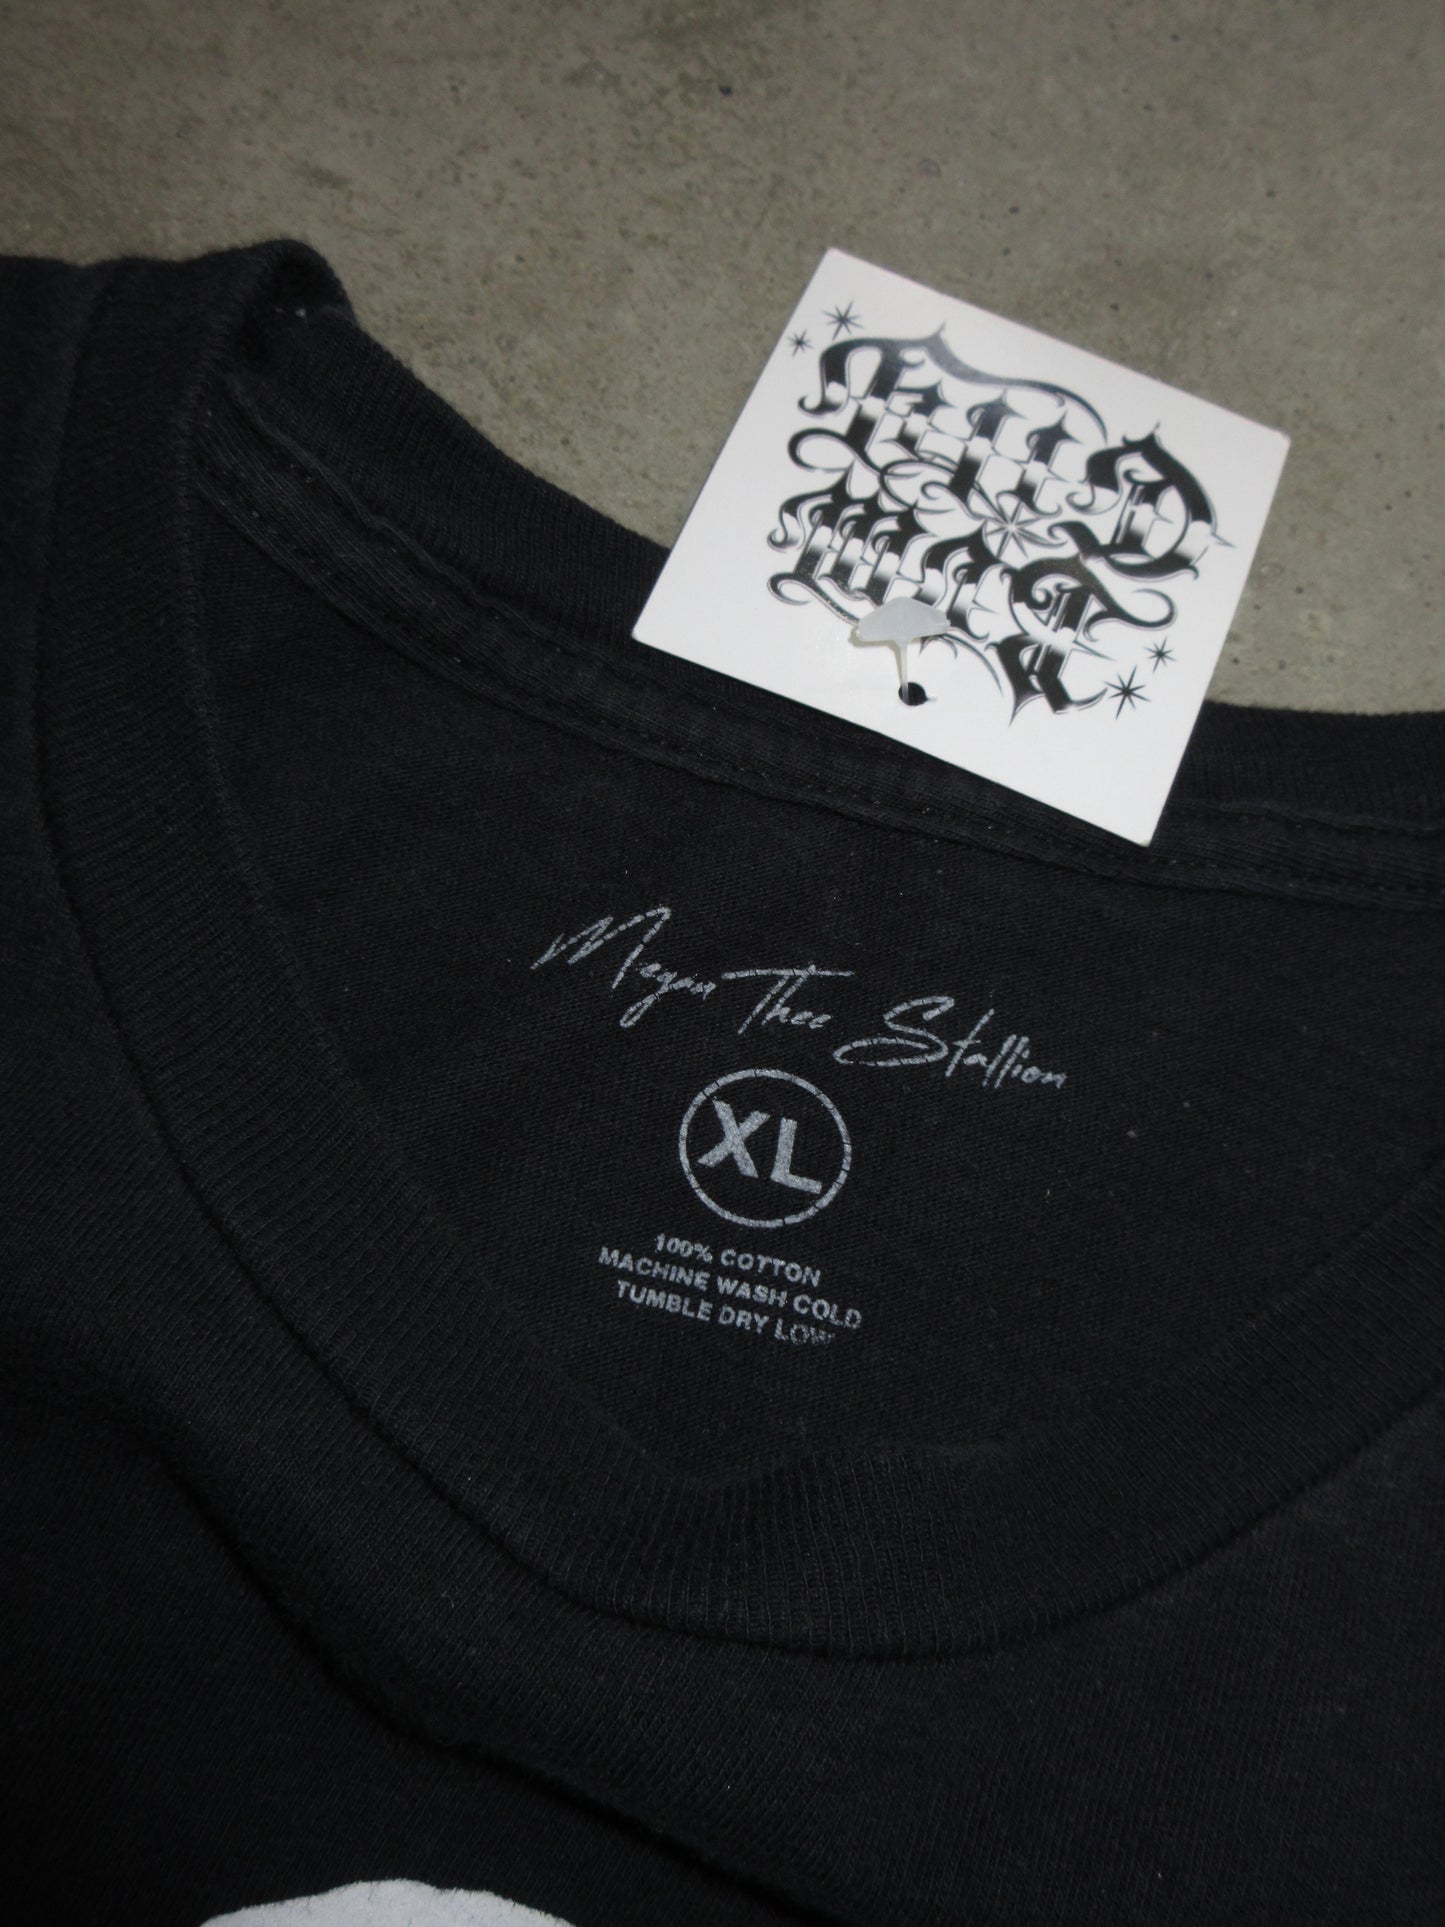 Megan Thee Stallion
XL
100% COTTON
MACHINE WASH COLD
TUMBLE DRY LOW